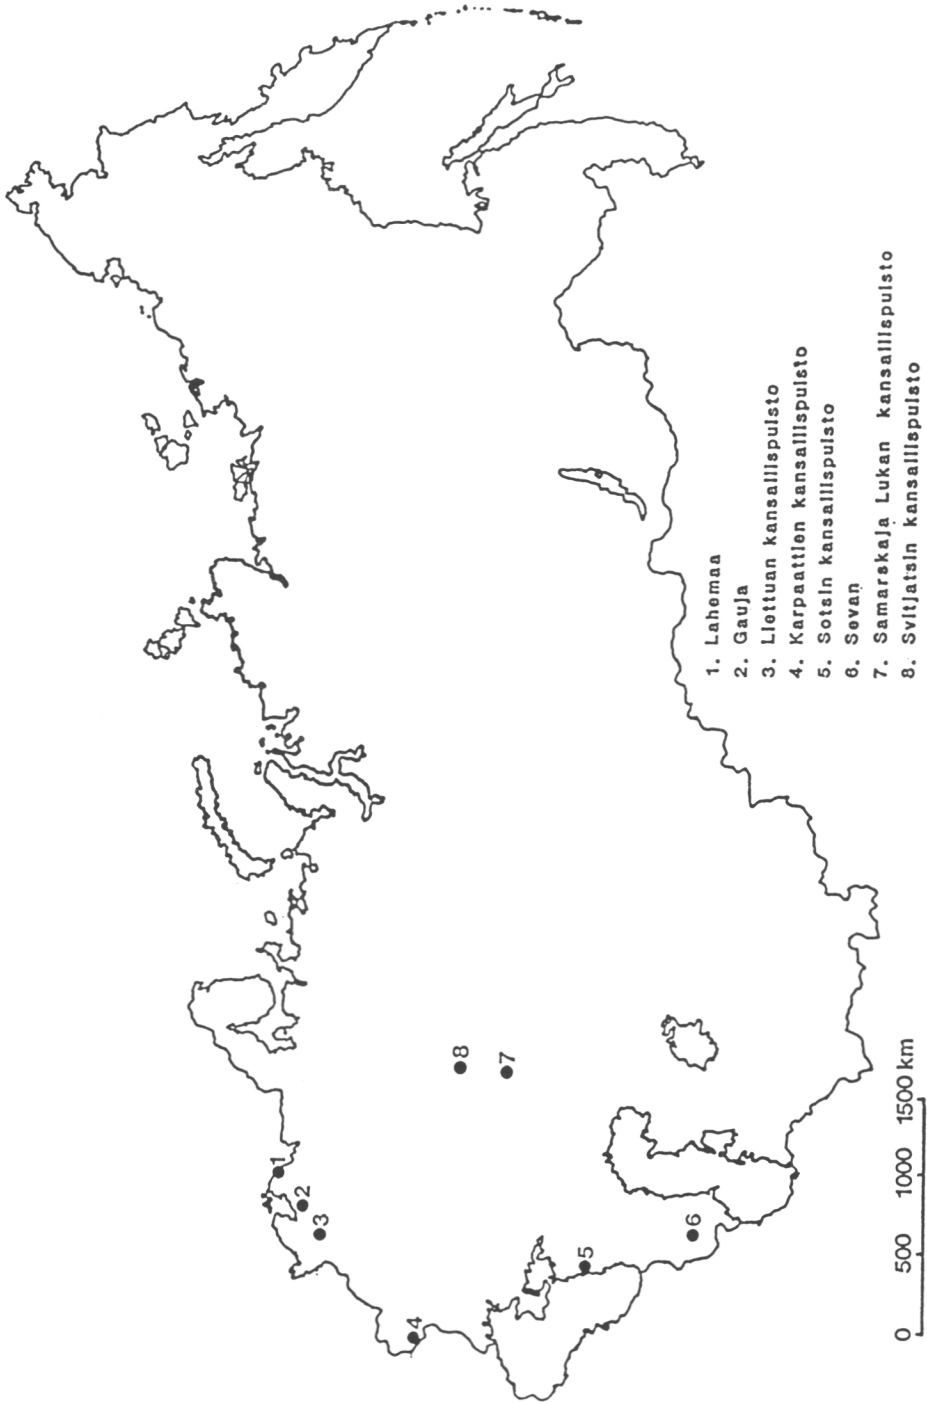 1. Lahemaa
2. Gauja
3. Liettuan kansallispuisto
4. Karpaattien kansallispuisto
5. Sotsin kansallispuisto
6. Sevan
7. Samarskaja Lukan kansallispuisto
8. Svitjatsin kansallispuisto
1
2
3
4
5
6
7
8
0 500 1000 1500 km